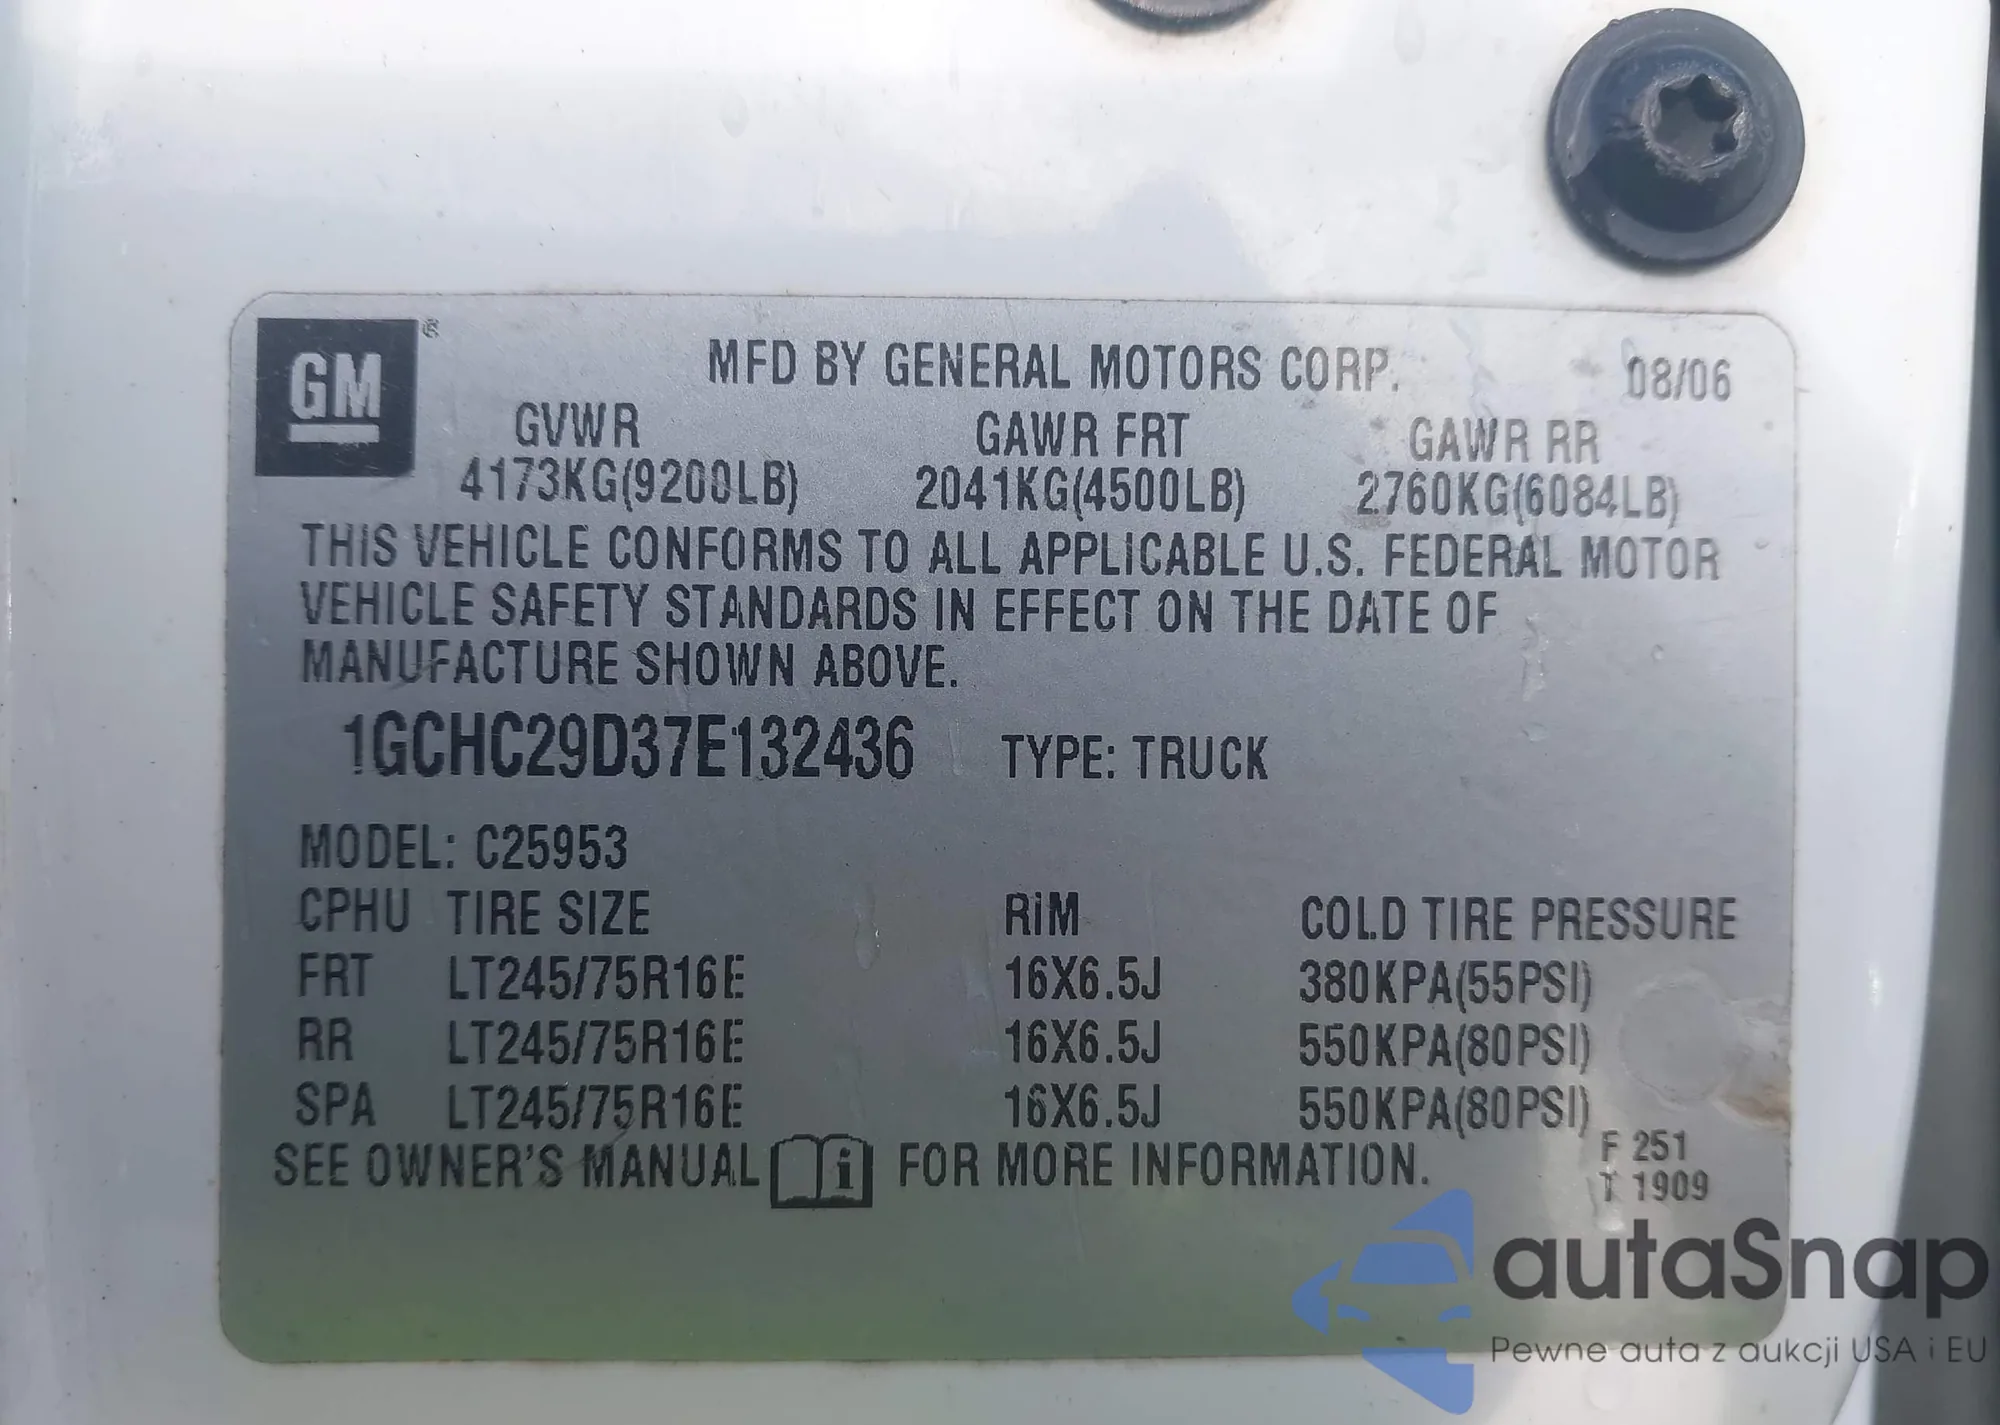 GM®
MFD BY GENERAL MOTORS CORP. 08/06
GVWR GAWR FRT GAWR RR
4173KG(9200LB) 2041KG(4500LB) 2760KG(6084LB)
THIS VEHICLE CONFORMS TO ALL APPLICABLE U.S. FEDERAL MOTOR
VEHICLE SAFETY STANDARDS IN EFFECT ON THE DATE OF
MANUFACTURE SHOWN ABOVE.
1GCHC29D37E132436 TYPE: TRUCK
MODEL: C25953
CPHU TIRE SIZE RIM COLD TIRE PRESSURE
FRT LT245/75R16E 16X6.5J 380KPA(55PSI)
RR LT245/75R16E 16X6.5J 550KPA(80PSI)
SPA LT245/75R16E 16X6.5J 550KPA(80PSI)
SEE OWNER'S MANUAL i FOR MORE INFORMATION.
F 251
T 1909
autaSnap
Pewne auta z aukcji USA i EU